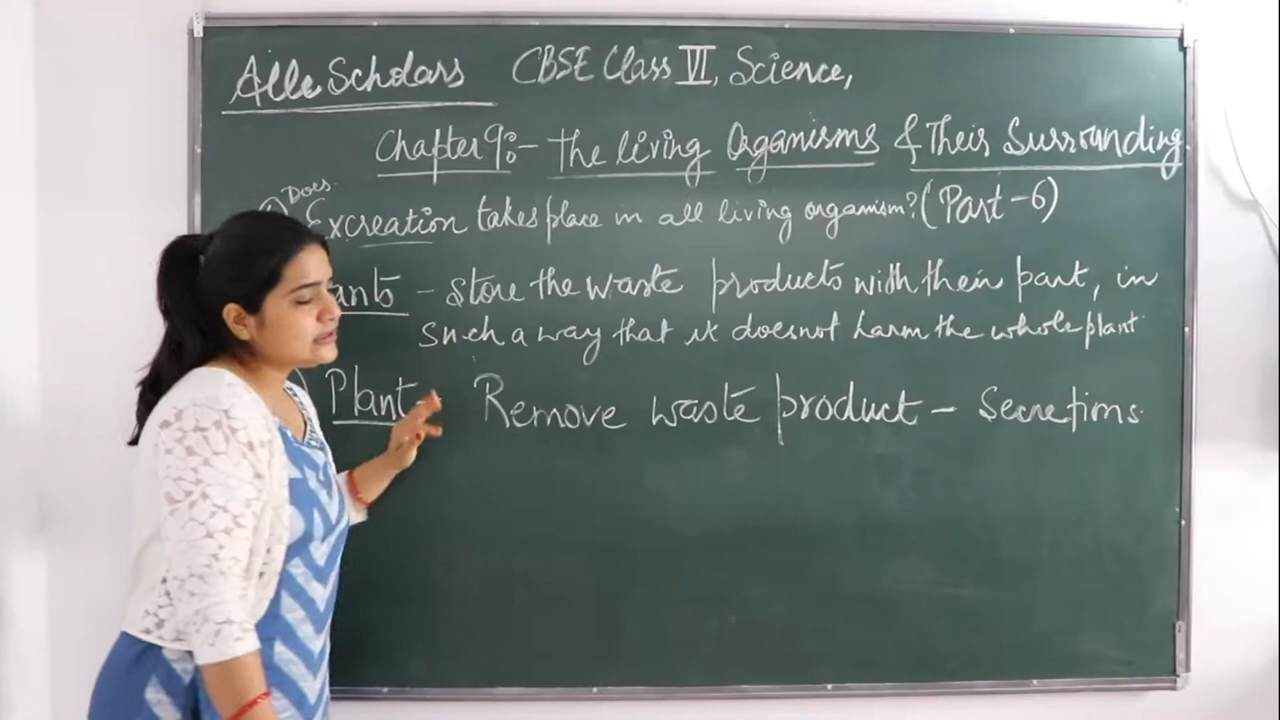 Alle Scholars CBSE Class VI, Science,
Chapter 9:- The living Organisms & Their Surrounding
Does
Excreation takes place in all living organism? (Part-6)
ants - store the waste products with their part, in
such a way that it doesnot harm the whole plant.
Plant- Remove waste product - Secretions.